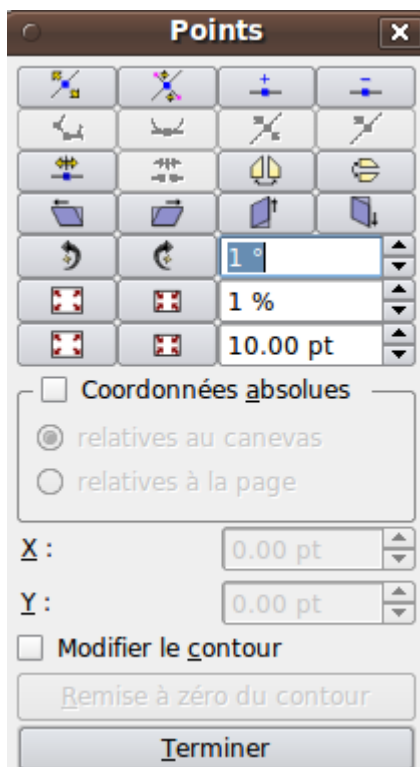 Points
1 °
1 %
10.00 pt
Coordonnées absolues
relatives au canevas
relatives à la page
X : 0.00 pt
Y : 0.00 pt
Modifier le contour
Remise à zéro du contour
Terminer